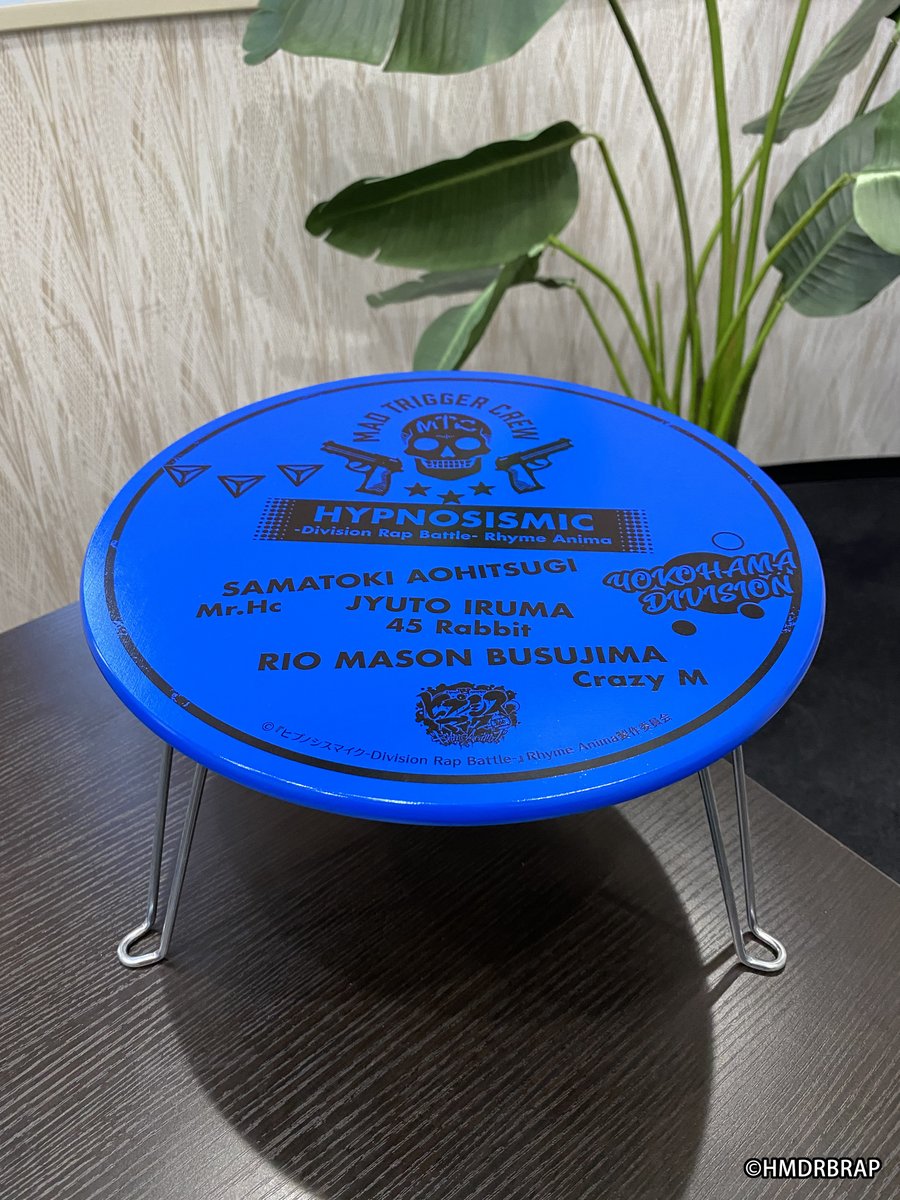 MAD TRIGGER CREW
MTC
HYPNOSISMIC
-Division Rap Battle- Rhyme Anima
SAMATOKI AOHITSUGI
Mr.Hc
JYUTO IRUMA
45 Rabbit
RIO MASON BUSUJIMA
Crazy M
YOKOHAMA
DIVISION
©『ヒプノシスマイク-Division Rap Battle-』Rhyme Anima製作委員会
©HMDRBRAP